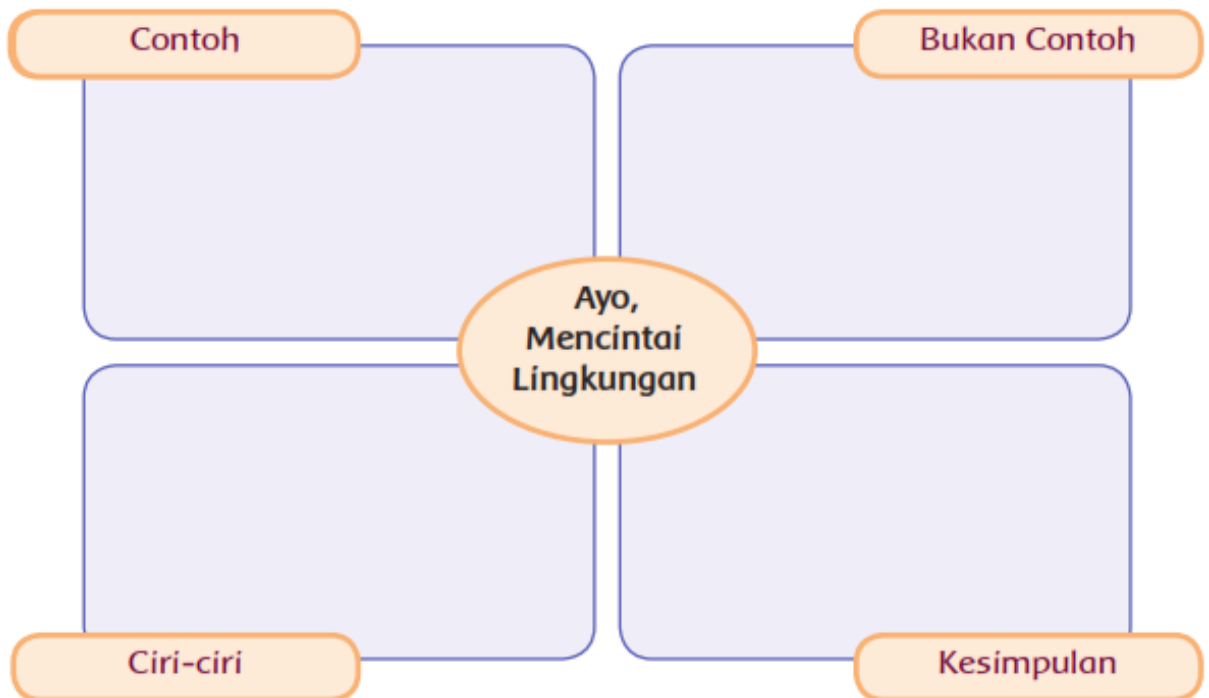 Contoh
Bukan Contoh
Ayo,
Mencintai
Lingkungan
Ciri-ciri
Kesimpulan